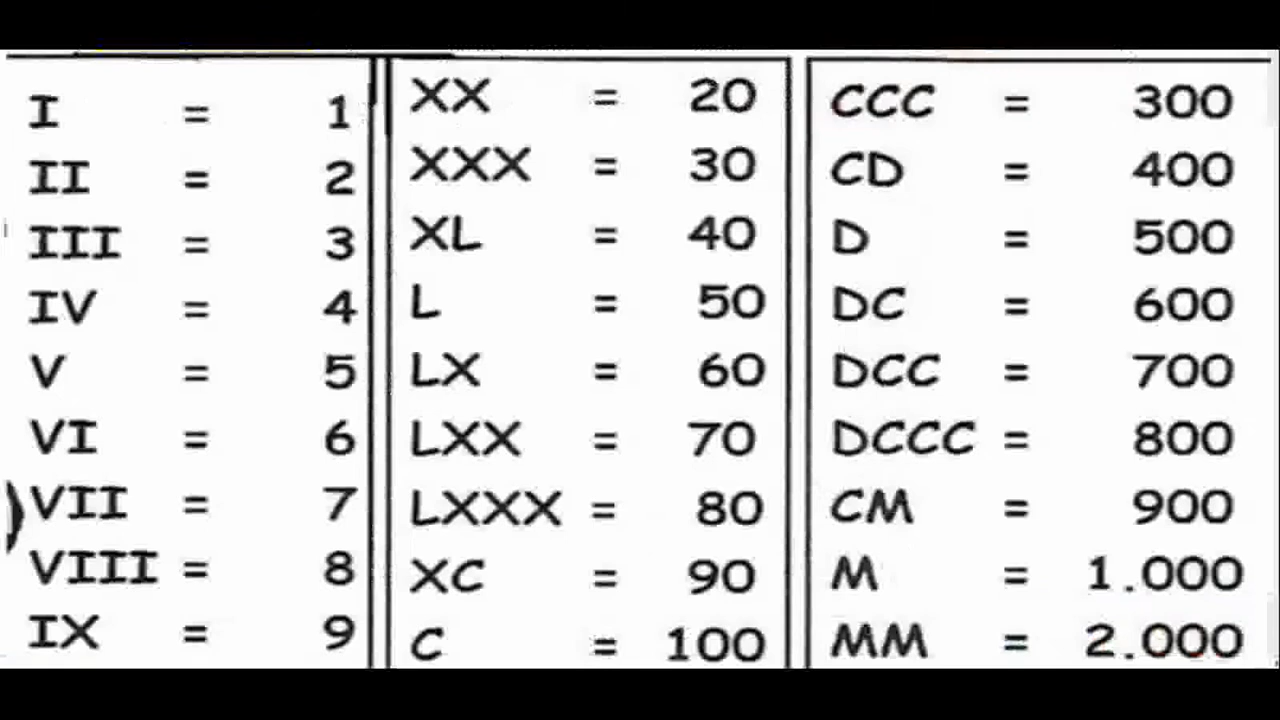 I = 1
II = 2
III = 3
IV = 4
V = 5
VI = 6
VII = 7
VIII = 8
IX = 9
XX = 20
XXX = 30
XL = 40
L = 50
LX = 60
LXX = 70
LXXX = 80
XC = 90
C = 100
CCC = 300
CD = 400
D = 500
DC = 600
DCC = 700
DCCC = 800
CM = 900
M = 1.000
MM = 2.000